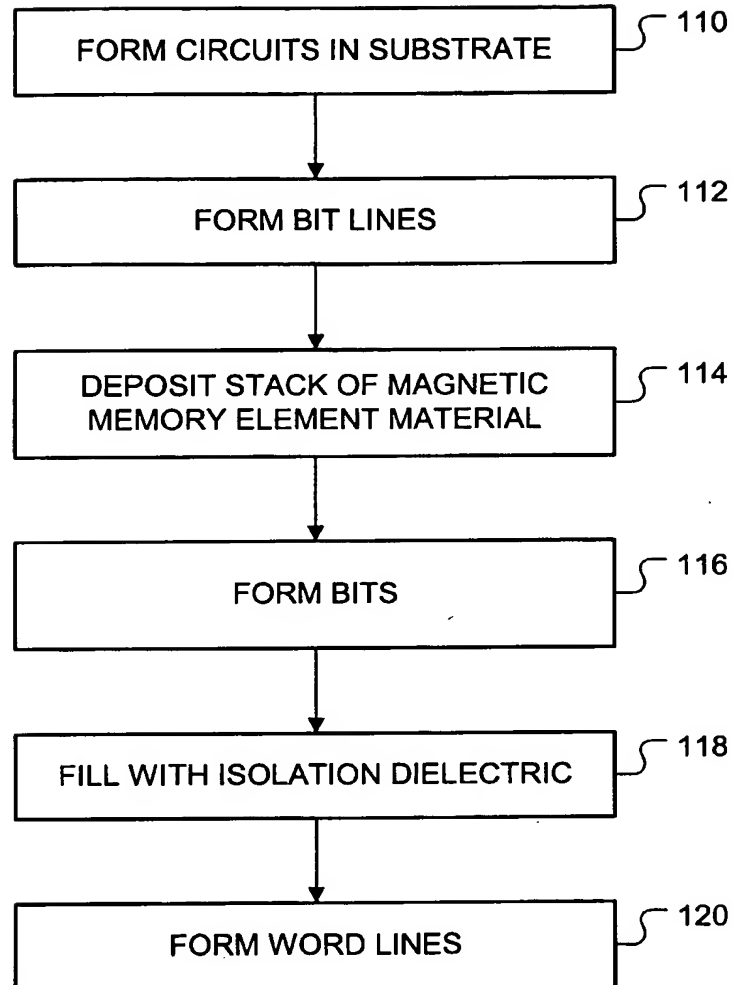 FORM CIRCUITS IN SUBSTRATE
110
FORM BIT LINES
112
DEPOSIT STACK OF MAGNETIC
MEMORY ELEMENT MATERIAL
114
FORM BITS
116
FILL WITH ISOLATION DIELECTRIC
118
FORM WORD LINES
120